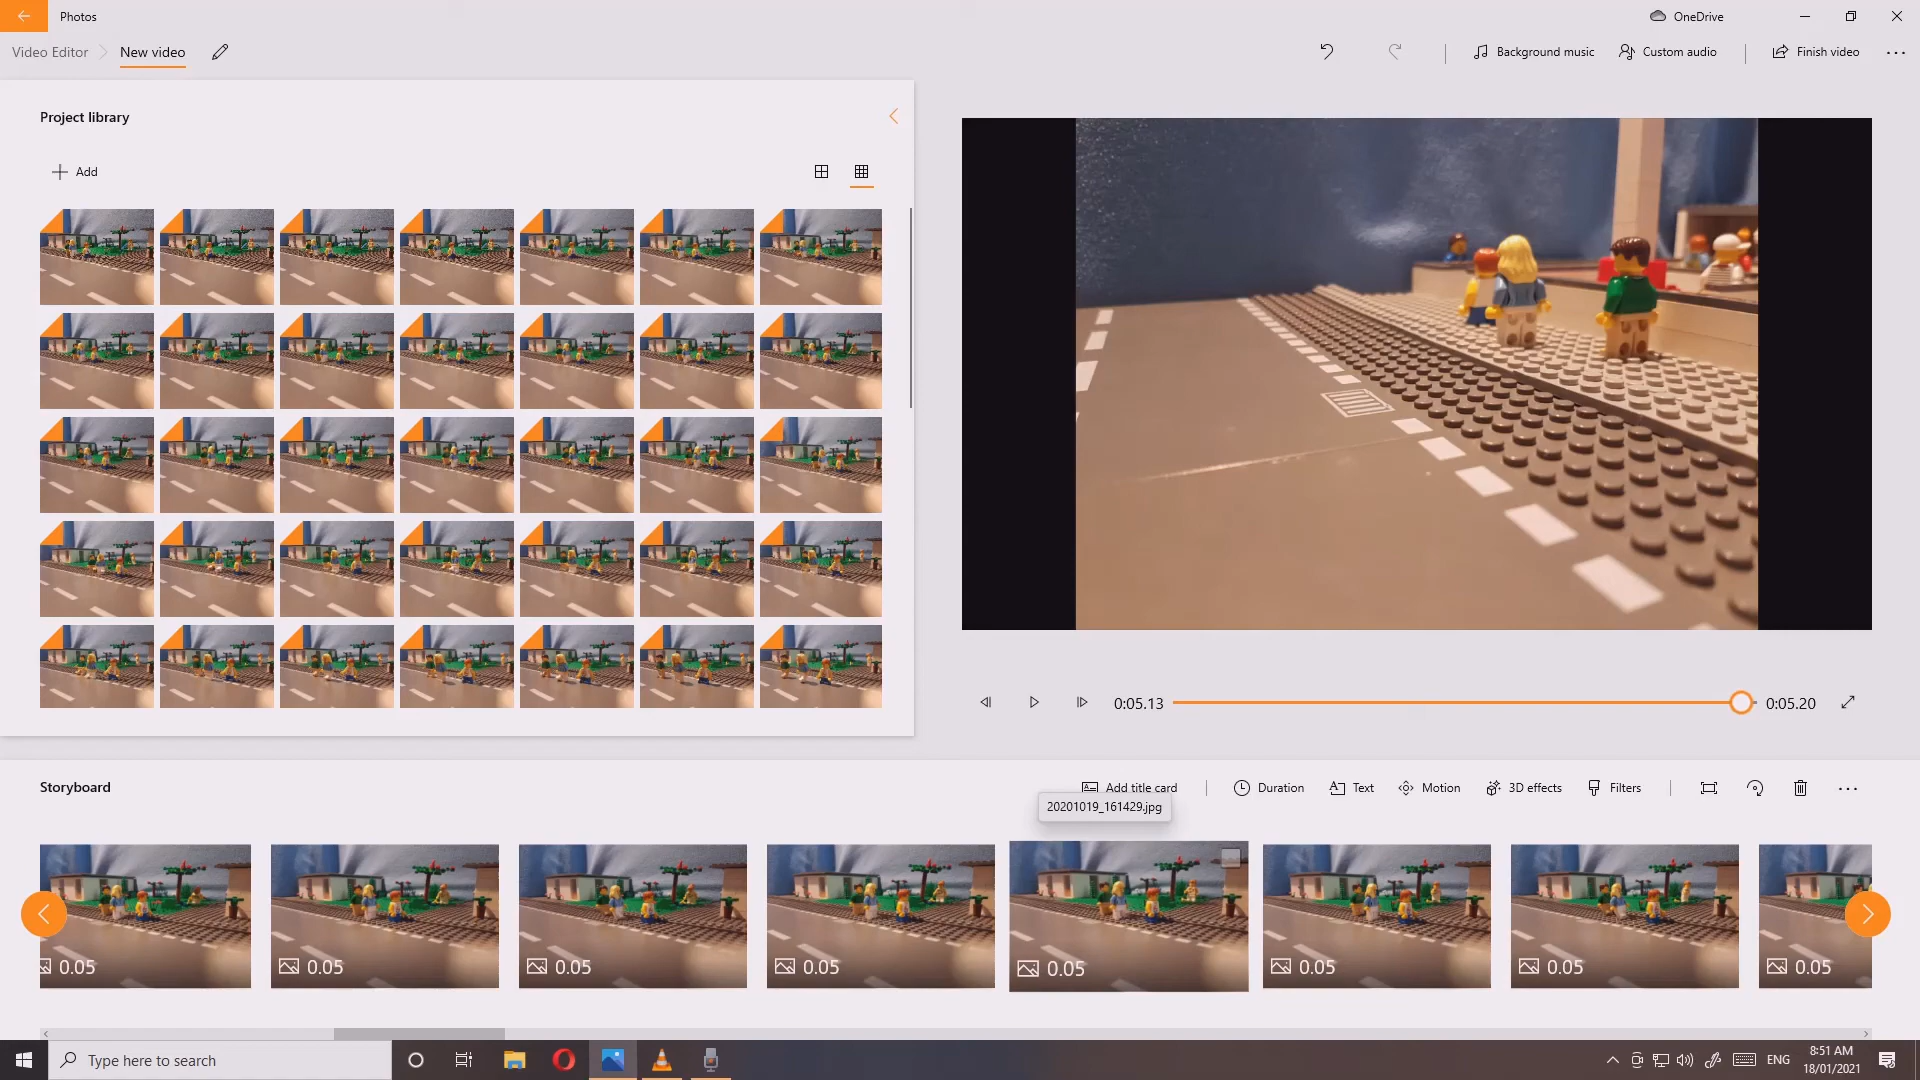 Photos
OneDrive
Video Editor
New video
Background music
Custom audio
Finish video
Project library
Add
0:05.13
0:05.20
Storyboard
Add title card
Duration
Text
Motion
3D effects
Filters
20201019_161429.jpg
0.05
0.05
0.05
0.05
0.05
0.05
0.05
0.05
Type here to search
ENG
8:51 AM
18/01/2021